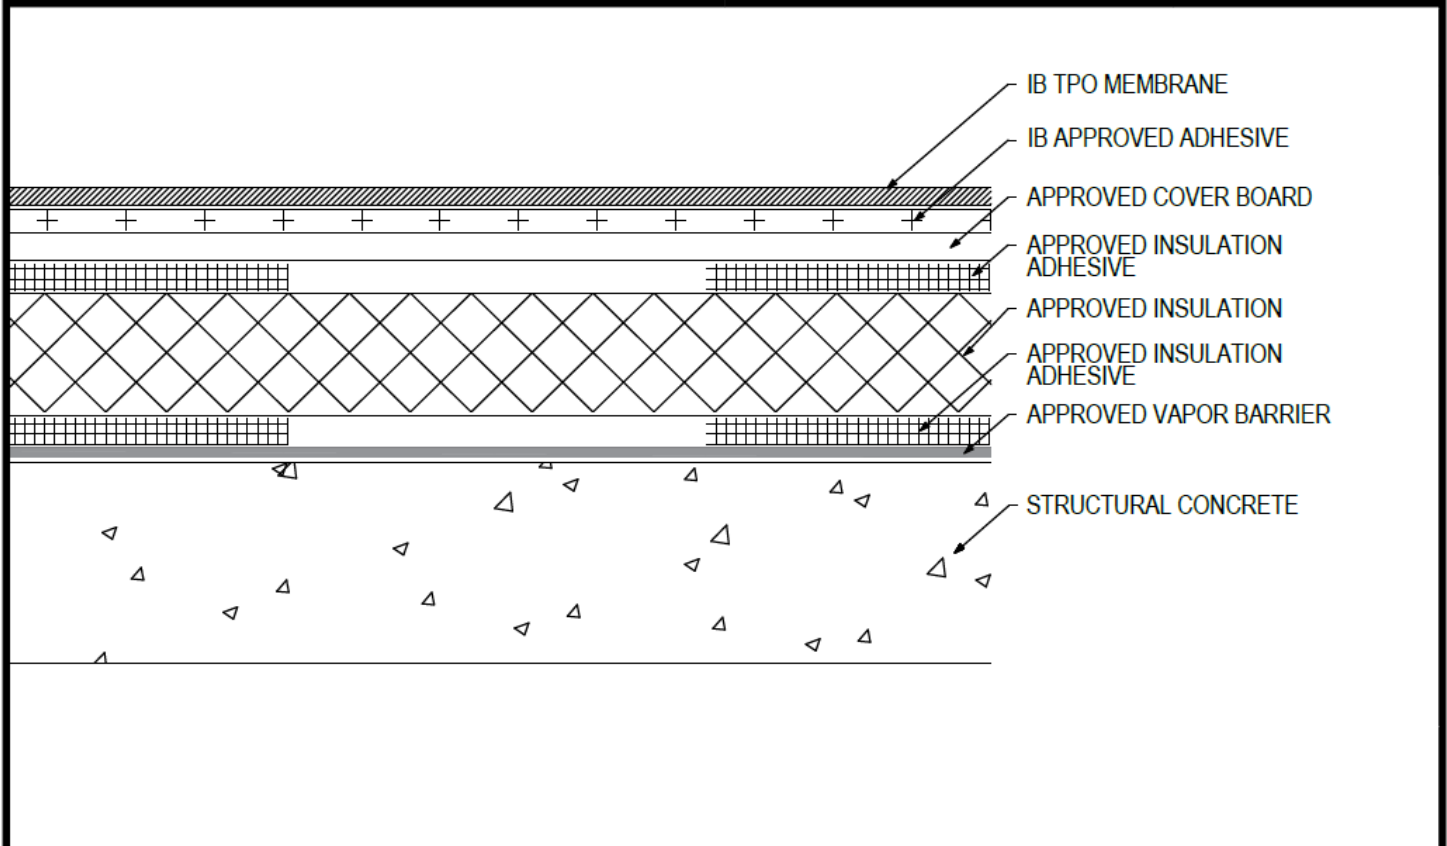 IB TPO MEMBRANE
IB APPROVED ADHESIVE
APPROVED COVER BOARD
APPROVED INSULATION
ADHESIVE
APPROVED INSULATION
APPROVED INSULATION
ADHESIVE
APPROVED VAPOR BARRIER
STRUCTURAL CONCRETE